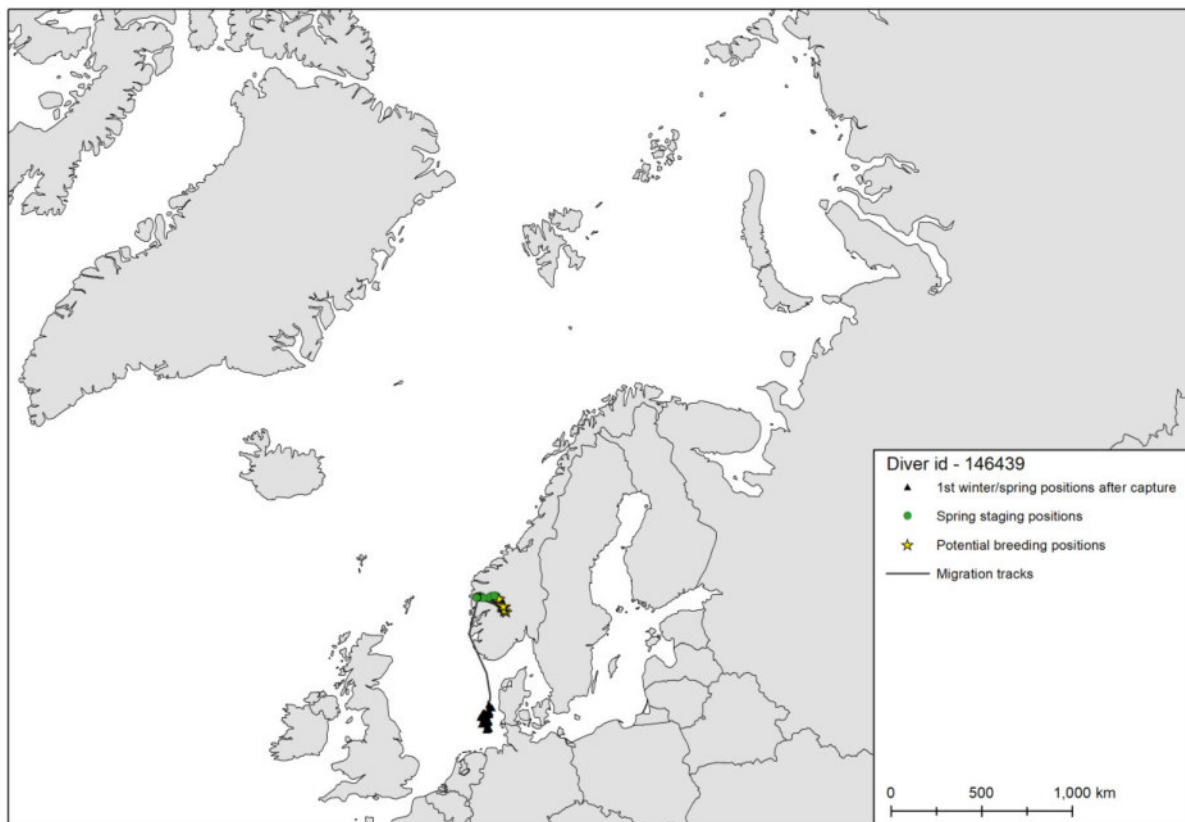 Diver id - 146439
1st winter/spring positions after capture
Spring staging positions
Potential breeding positions
Migration tracks
0 500 1,000 km